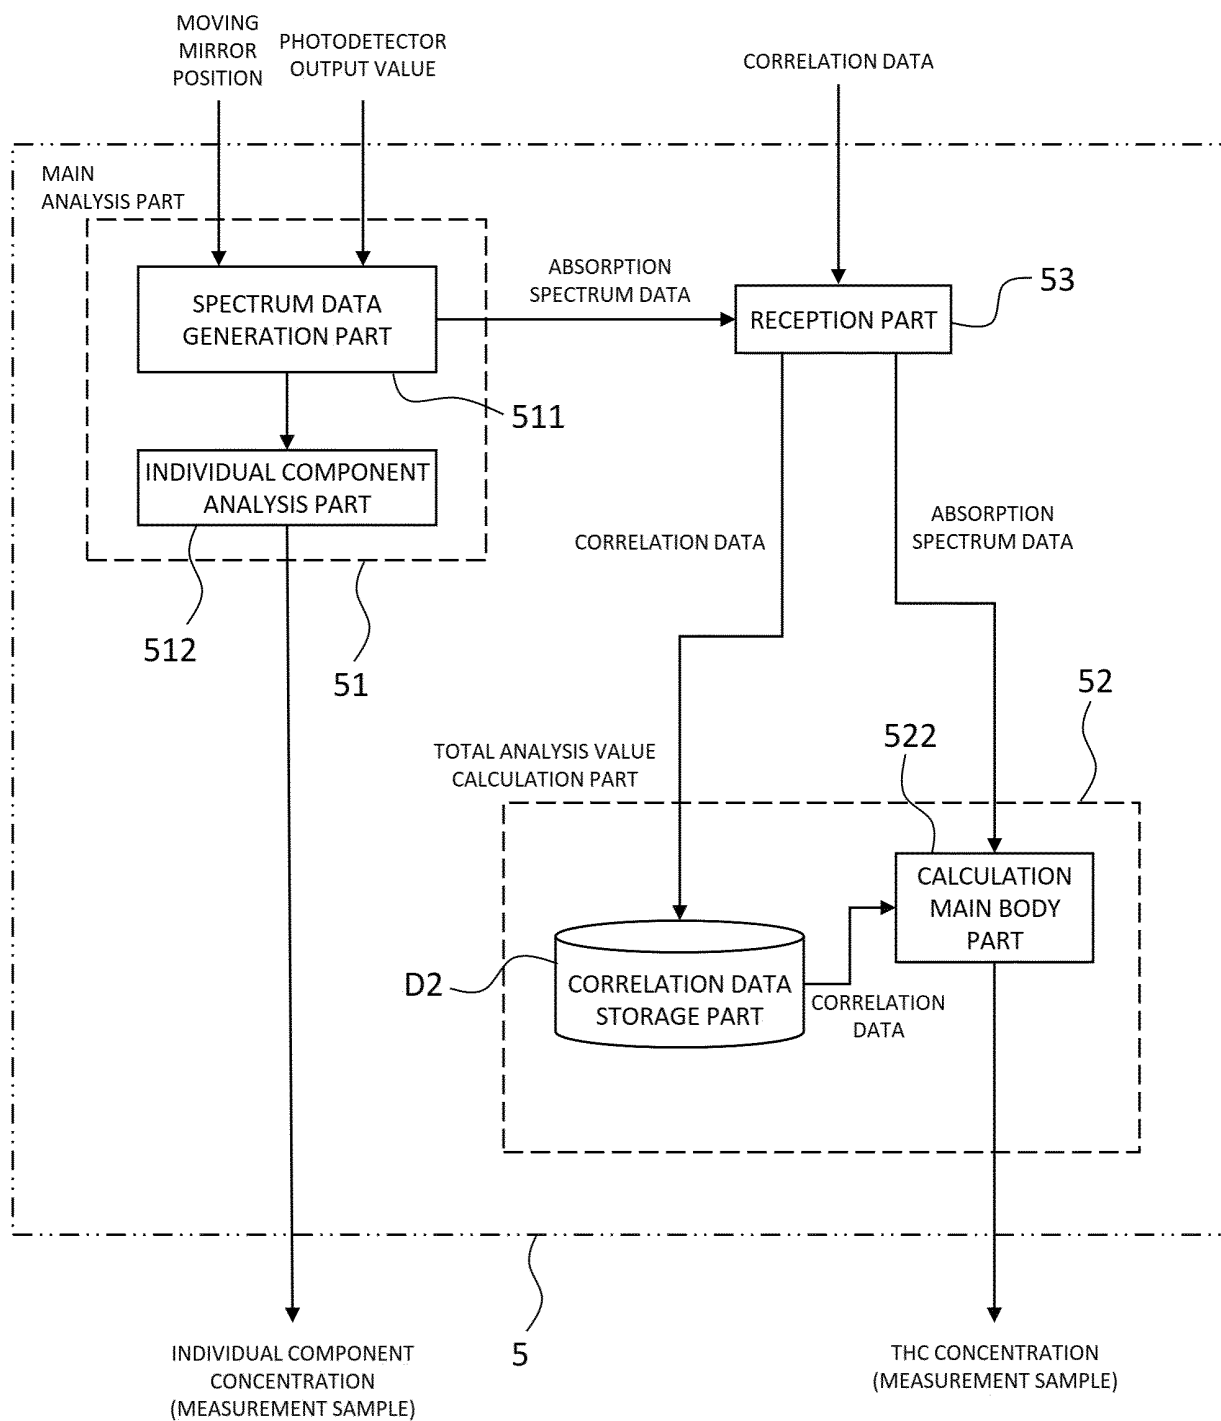 MOVING
MIRROR
POSITION
PHOTODETECTOR
OUTPUT VALUE
CORRELATION DATA
MAIN
ANALYSIS PART
SPECTRUM DATA
GENERATION PART
ABSORPTION
SPECTRUM DATA
RECEPTION PART
53
511
INDIVIDUAL COMPONENT
ANALYSIS PART
512
51
CORRELATION DATA
ABSORPTION
SPECTRUM DATA
52
522
TOTAL ANALYSIS VALUE
CALCULATION PART
CALCULATION
MAIN BODY
PART
D2
CORRELATION DATA
STORAGE PART
CORRELATION
DATA
5
INDIVIDUAL COMPONENT
CONCENTRATION
(MEASUREMENT SAMPLE)
THC CONCENTRATION
(MEASUREMENT SAMPLE)